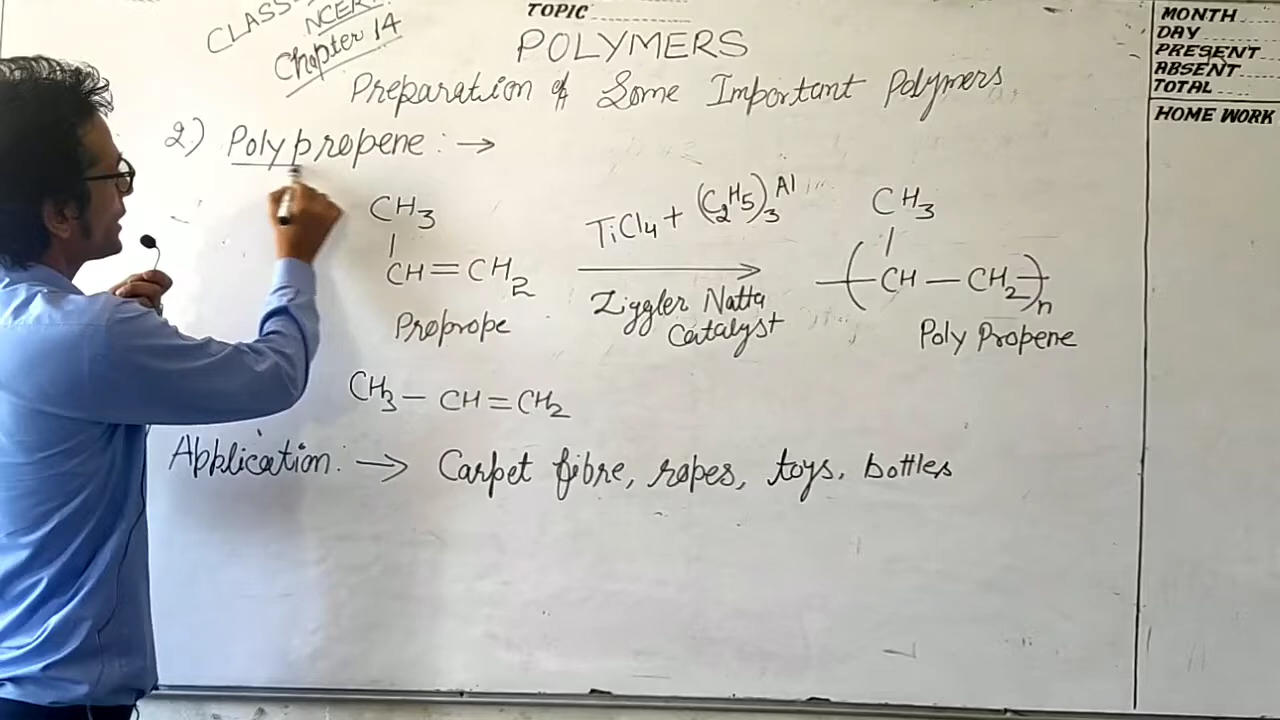 CLASS
NCERT
Chapter 14
TOPIC
POLYMERS
Preparation of Some Important Polymers
2) Polypropene : →
CH3
|
CH=CH2
Proprope
TiCl4 + (C2H5)3 Al
Ziggler Natta
Catalyst
CH3
|
(CH — CH2)n
Poly Propene
CH3 — CH = CH2
Application : → Carpet fibre, ropes, toys, bottles
MONTH
DAY
PRESENT
ABSENT
TOTAL
HOME WORK